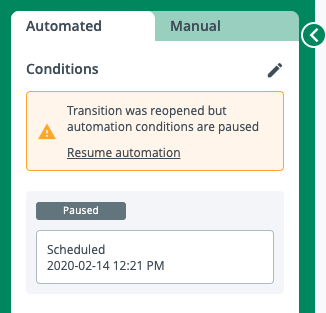 Automated
Manual
Conditions
Transition was reopened but
automation conditions are paused
Resume automation
Paused
Scheduled
2020-02-14 12:21 PM